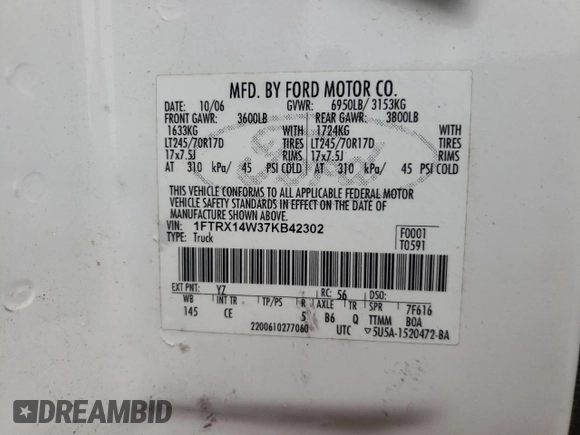 MFD. BY FORD MOTOR CO.
DATE: 10/06 GVWR: 6950LB/ 3153KG
FRONT GAWR: 3600LB REAR GAWR: 3800LB
1633KG WITH 1724KG WITH
LT245/70R17D TIRES LT245/70R17D TIRES
17x7.5J RIMS 17x7.5J RIMS
AT 310 kPa/ 45 PSI COLD AT 310 kPa/ 45 PSI COLD
THIS VEHICLE CONFORMS TO ALL APPLICABLE FEDERAL MOTOR
VEHICLE SAFETY STANDARDS IN EFFECT ON THE DATE OF
MANUFACTURE SHOWN ABOVE.
VIN: 1FTRX14W37KB42302 F0001
TYPE: Truck T0591
EXT PNT: YZ RC: 56 DSO:
WB INT TR TP/PS R AXLE TR SPR 7F616
145 CE 5 B6 Q TTMM BOA
2200610277060 UTC ▽5U5A-1520472-BA
Ford
DREAMBID